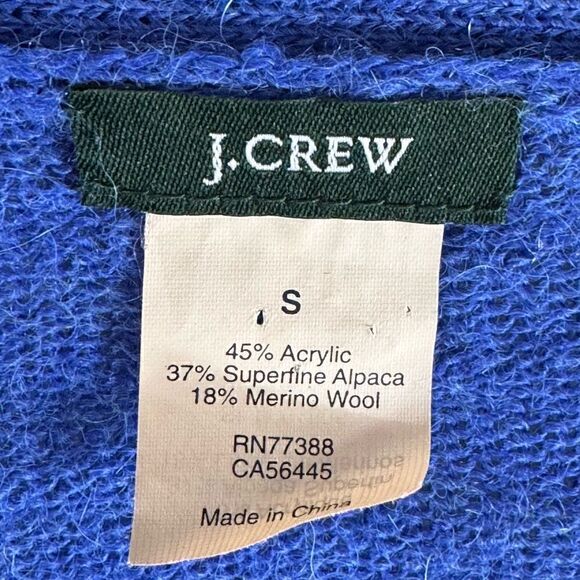 J.CREW
S
45% Acrylic
37% Superfine Alpaca
18% Merino Wool
RN77388
CA56445
Made in China